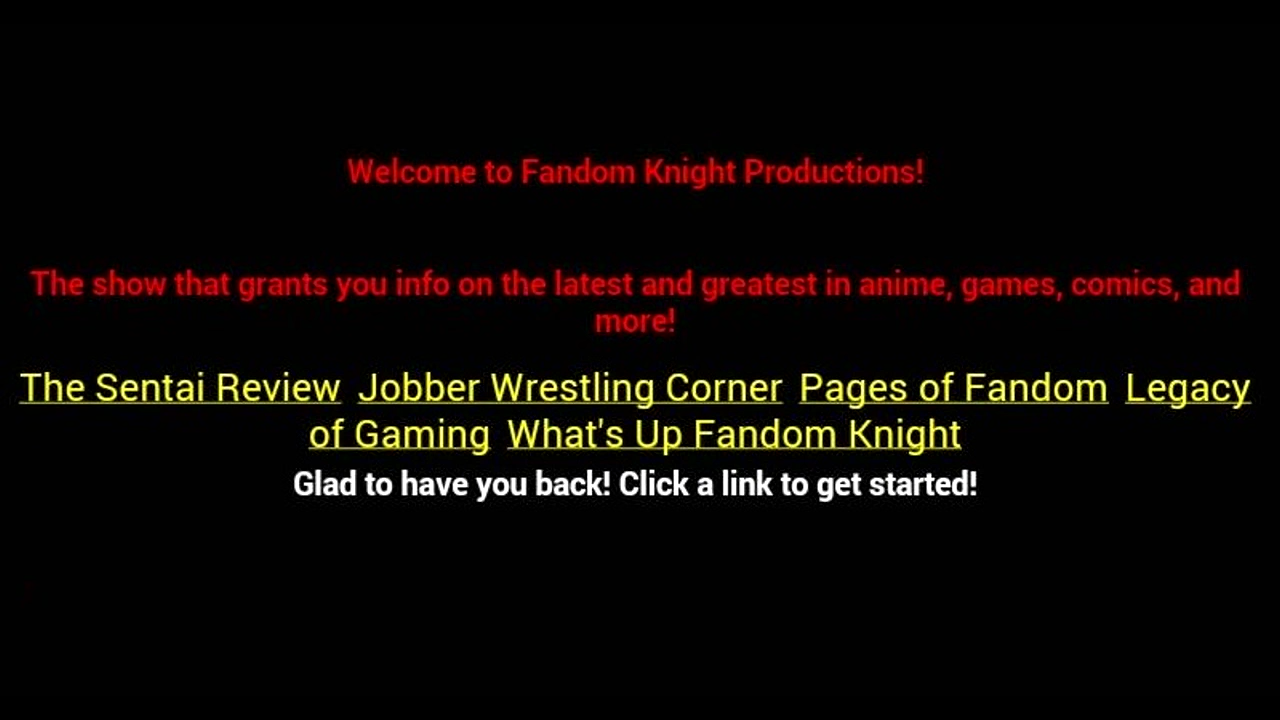 Welcome to Fandom Knight Productions!
The show that grants you info on the latest and greatest in anime, games, comics, and
more!
The Sentai Review Jobber Wrestling Corner Pages of Fandom Legacy
of Gaming What's Up Fandom Knight
Glad to have you back! Click a link to get started!